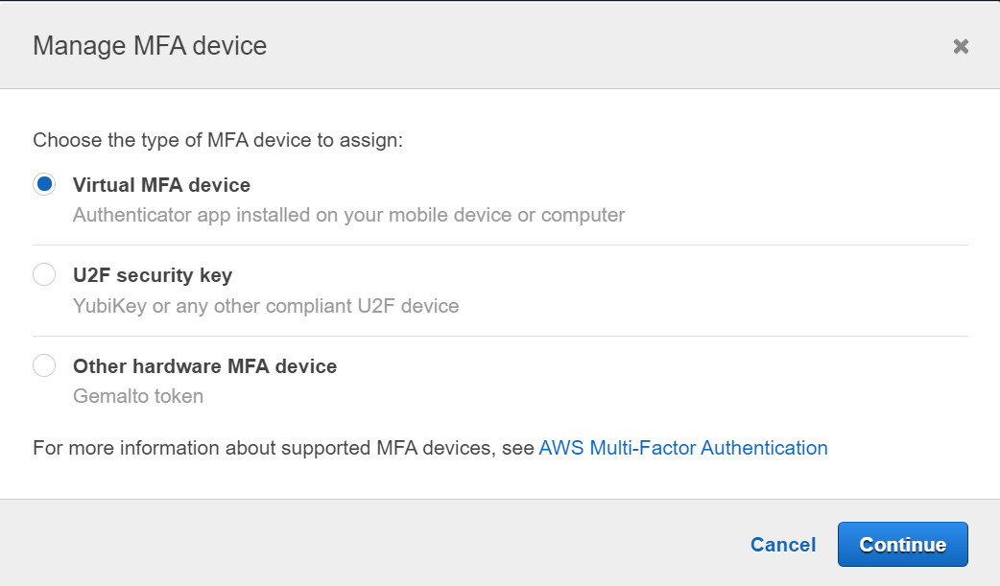 Manage MFA device
Choose the type of MFA device to assign:
Virtual MFA device
Authenticator app installed on your mobile device or computer
U2F security key
YubiKey or any other compliant U2F device
Other hardware MFA device
Gemalto token
For more information about supported MFA devices, see AWS Multi-Factor Authentication
Cancel Continue